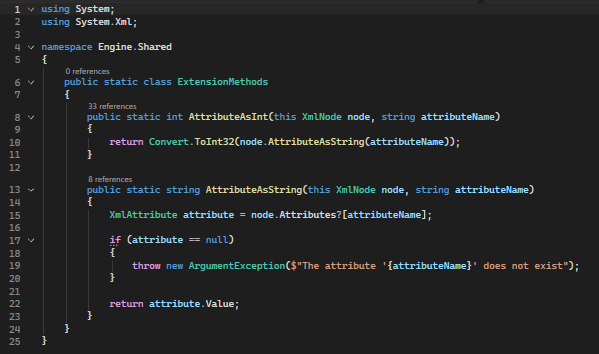 1 using System;
2 using System.Xml;
3
4 namespace Engine.Shared
5 {
0 references
6 public static class ExtensionMethods
7 {
33 references
8 public static int AttributeAsInt(this XmlNode node, string attributeName)
9 {
10 return Convert.ToInt32(node.AttributeAsString(attributeName));
11 }
12
8 references
13 public static string AttributeAsString(this XmlNode node, string attributeName)
14 {
15 XmlAttribute attribute = node.Attributes?[attributeName];
16
17 if (attribute == null)
18 {
19 throw new ArgumentException($"The attribute '{attributeName}' does not exist");
20 }
21
22 return attribute.Value;
23 }
24 }
25 }